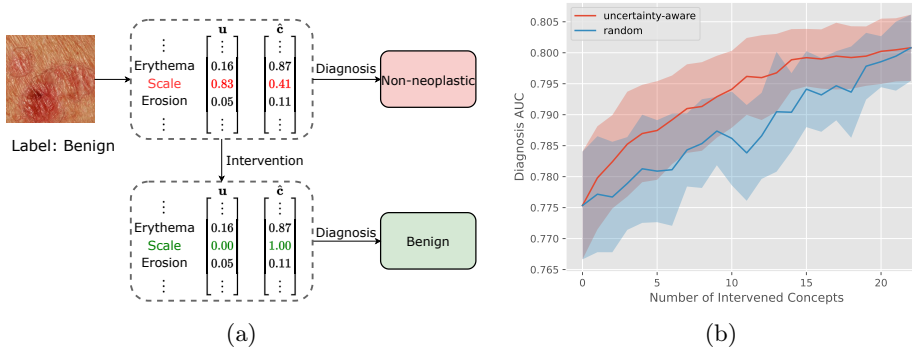 Label: Benign
u ĉ
⋮ ⋮ ⋮
Erythema 0.16 0.87
Scale 0.83 0.41
Erosion 0.05 0.11
⋮ ⋮ ⋮
Diagnosis
Non-neoplastic
Intervention
u ĉ
⋮ ⋮ ⋮
Erythema 0.16 0.87
Scale 0.00 1.00
Erosion 0.05 0.11
⋮ ⋮ ⋮
Diagnosis
Benign
(a)
uncertainty-aware
random
Diagnosis AUC
0.805
0.800
0.795
0.790
0.785
0.780
0.775
0.770
0.765
0 5 10 15 20
Number of Intervened Concepts
(b)